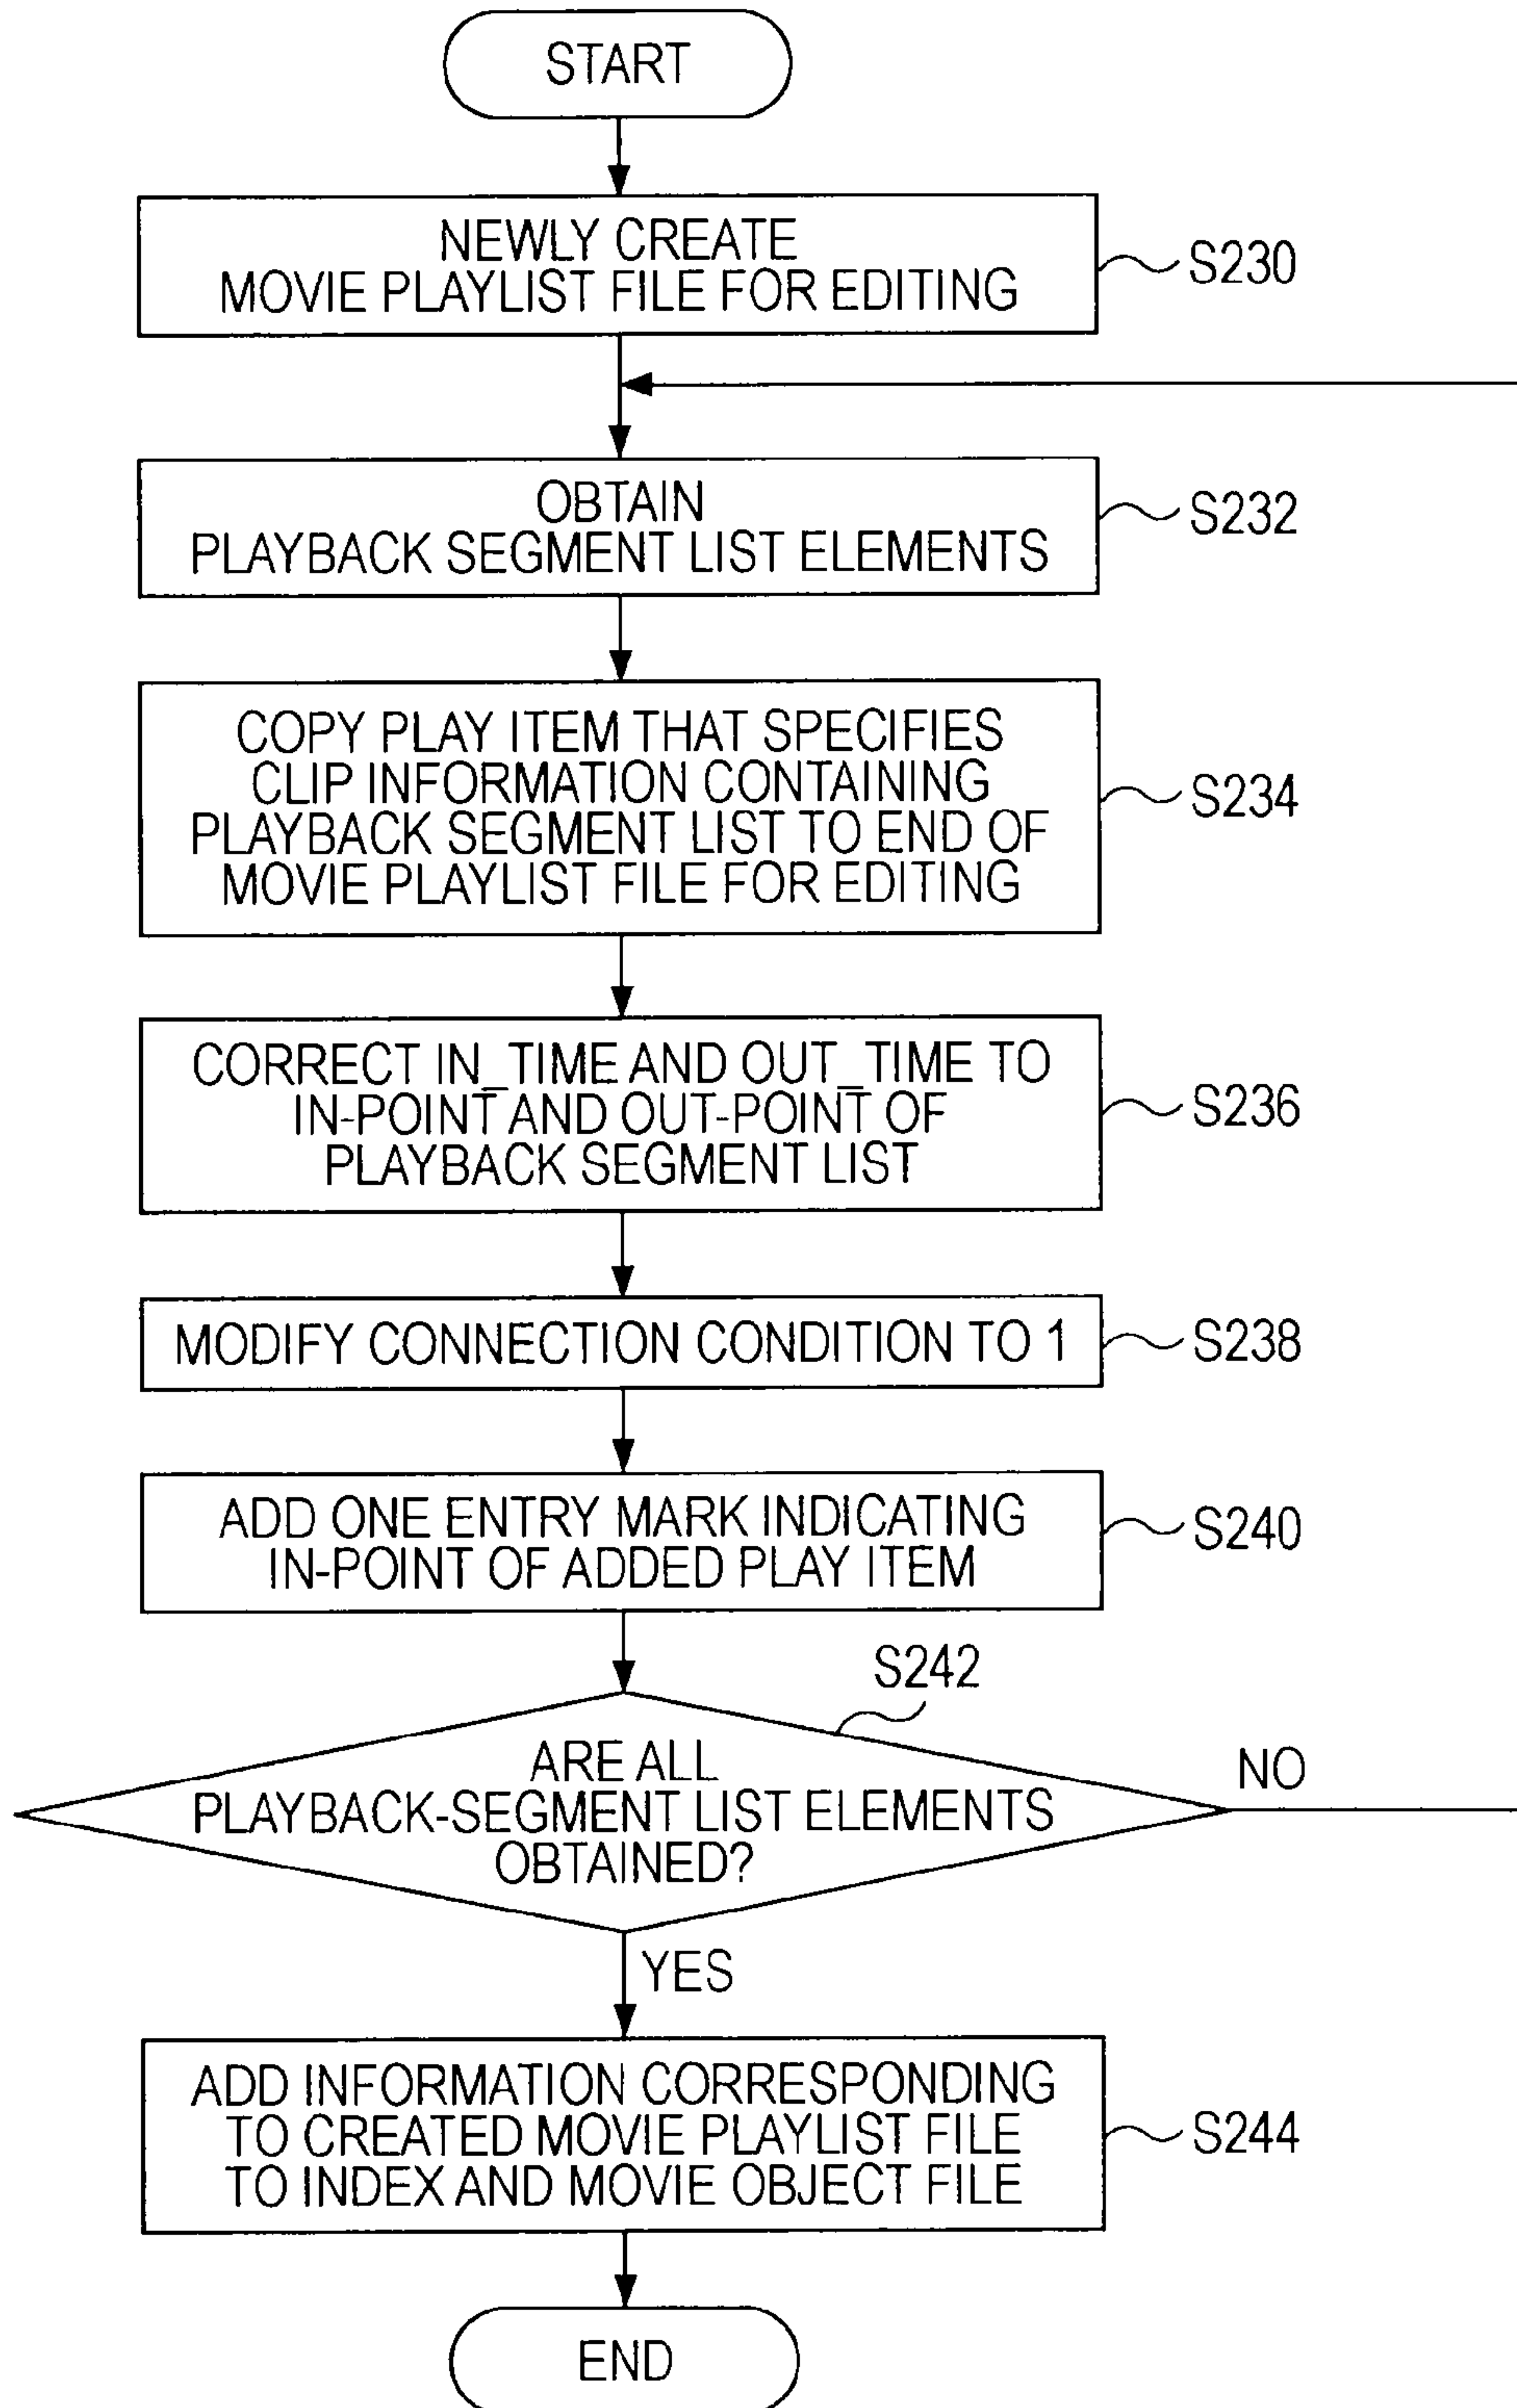 START
NEWLY CREATE
MOVIE PLAYLIST FILE FOR EDITING
S230
OBTAIN
PLAYBACK SEGMENT LIST ELEMENTS
S232
COPY PLAY ITEM THAT SPECIFIES
CLIP INFORMATION CONTAINING
PLAYBACK SEGMENT LIST TO END OF
MOVIE PLAYLIST FILE FOR EDITING
S234
CORRECT IN_TIME AND OUT_TIME TO
IN-POINT AND OUT-POINT OF
PLAYBACK SEGMENT LIST
S236
MODIFY CONNECTION CONDITION TO 1
S238
ADD ONE ENTRY MARK INDICATING
IN-POINT OF ADDED PLAY ITEM
S240
S242
ARE ALL
PLAYBACK-SEGMENT LIST ELEMENTS
OBTAINED?
NO
YES
ADD INFORMATION CORRESPONDING
TO CREATED MOVIE PLAYLIST FILE
TO INDEX AND MOVIE OBJECT FILE
S244
END